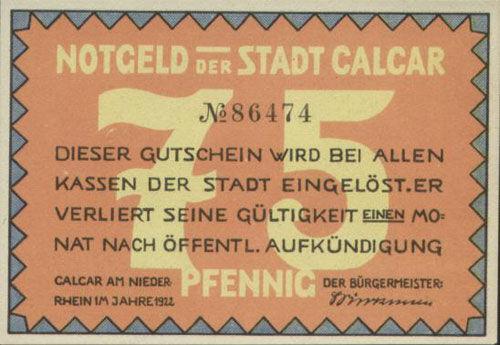 NOTGELD DER STADT CALCAR
№86474
75
DIESER GUTSCHEIN WIRD BEI ALLEN
KASSEN DER STADT EINGELÖST. ER
VERLIERT SEINE GÜLTIGKEIT EINEN MO=
NAT NACH ÖFFENTL. AUFKÜNDIGUNG
CALCAR AM NIEDER-
RHEIN IM JAHRE 1922
PFENNIG
DER BÜRGERMEISTER: